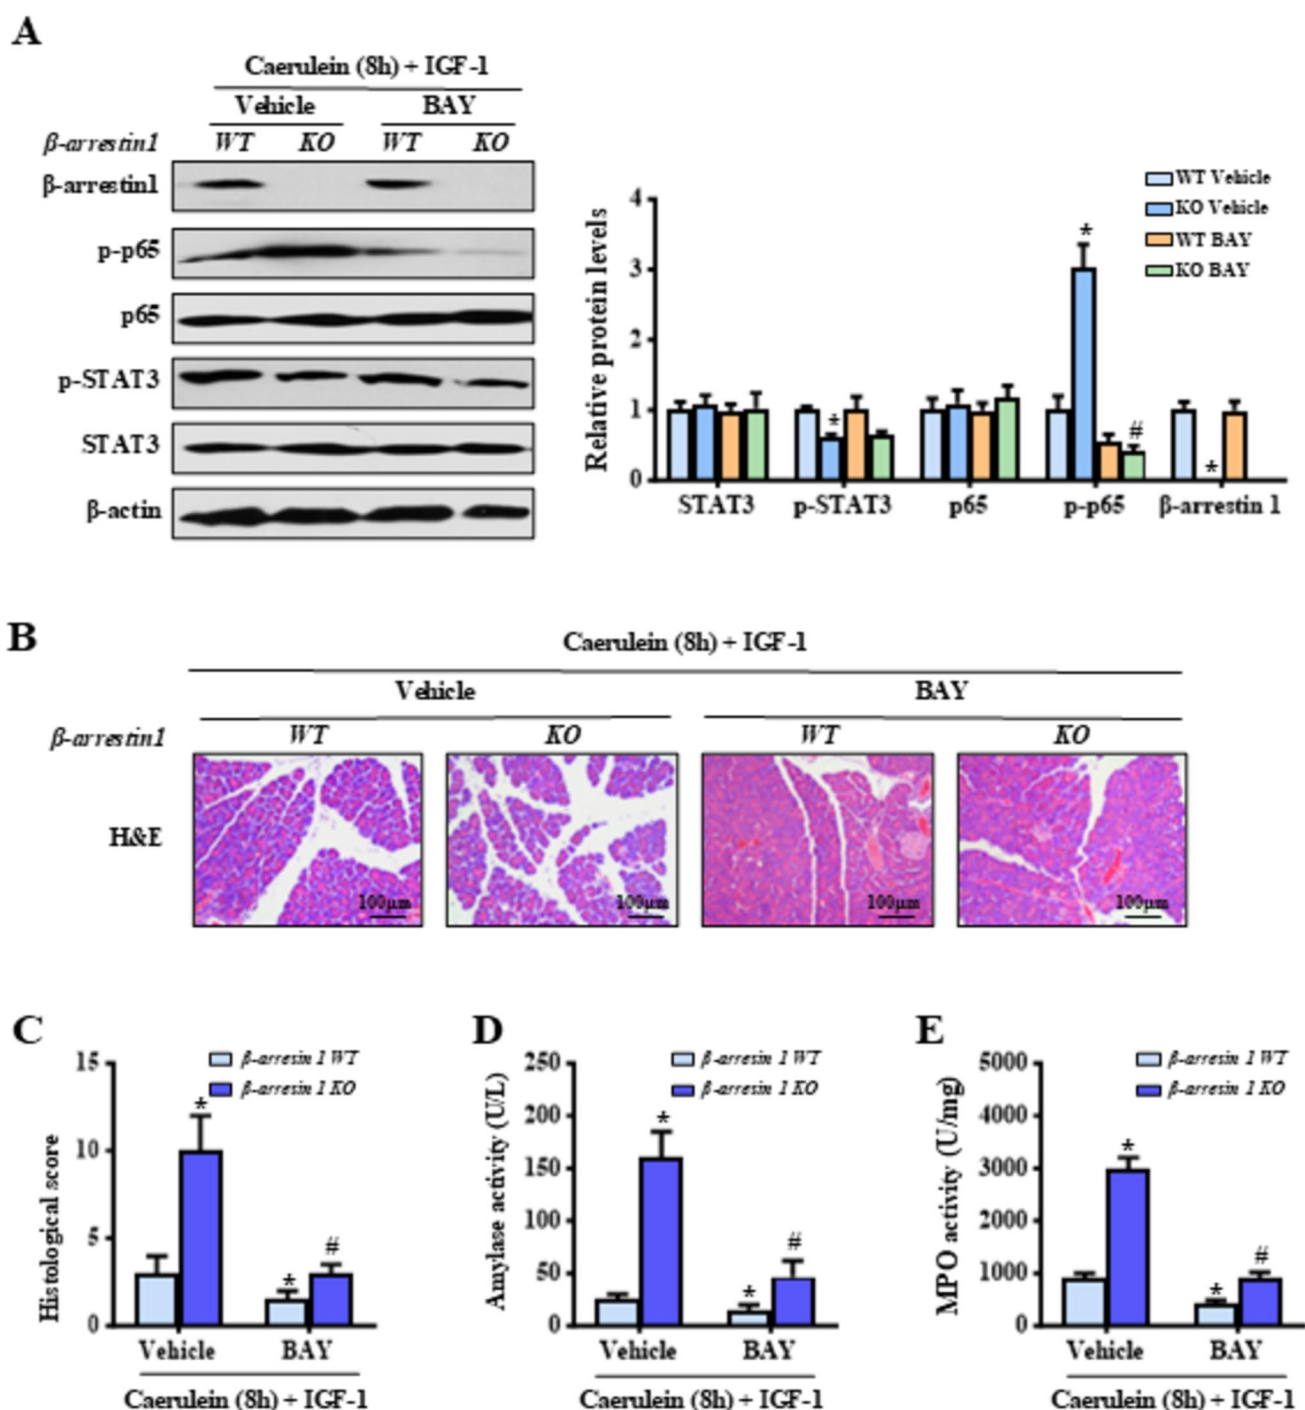 A
Caerulein (8h) + IGF-1
Vehicle BAY
β-arrestin1 WT KO WT KO
β-arrestin1
p-p65
p65
p-STAT3
STAT3
β-actin
Relative protein levels
4
3
2
1
0
* ± * # *
STAT3 p-STAT3 p65 p-p65 β-arrestin 1
WT Vehicle
KO Vehicle
WT BAY
KO BAY
B
Caerulein (8h) + IGF-1
Vehicle BAY
β-arrestin1 WT KO WT KO
H&E
100μm 100μm 100μm 100μm
C
Histological score
15
10
5
0
β-arresin 1 WT
β-arresin 1 KO
* * #
Vehicle BAY
Caerulein (8h) + IGF-1
D
Amylase activity (U/L)
250
200
150
100
50
0
β-arresin 1 WT
β-arresin 1 KO
* * #
Vehicle BAY
Caerulein (8h) + IGF-1
E
MPO activity (U/mg)
5000
4000
3000
2000
1000
0
β-arresin 1 WT
β-arresin 1 KO
* * #
Vehicle BAY
Caerulein (8h) + IGF-1